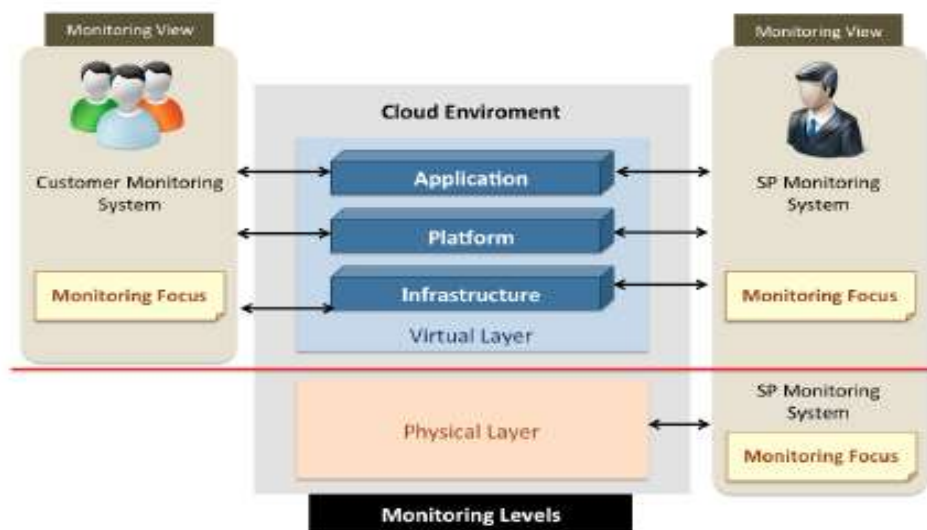 Monitoring View
Customer Monitoring
System
Monitoring Focus
Cloud Enviroment
Application
Platform
Infrastructure
Virtual Layer
Physical Layer
Monitoring Levels
Monitoring View
SP Monitoring
System
Monitoring Focus
SP Monitoring
System
Monitoring Focus